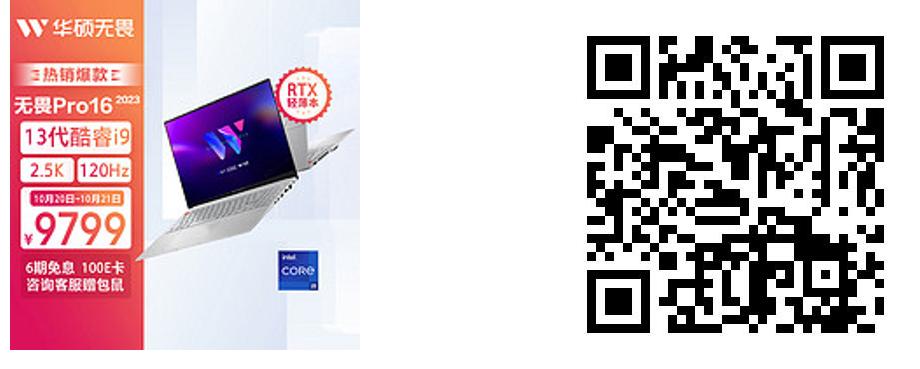 华硕无畏
热销爆款
无畏Pro16 2023
13代酷睿i9
2.5K 120Hz
10月20日-10月21日
¥9799
6期免息 100E卡
咨询客服赠包鼠
RTX
轻薄本
intel
CORE
i9